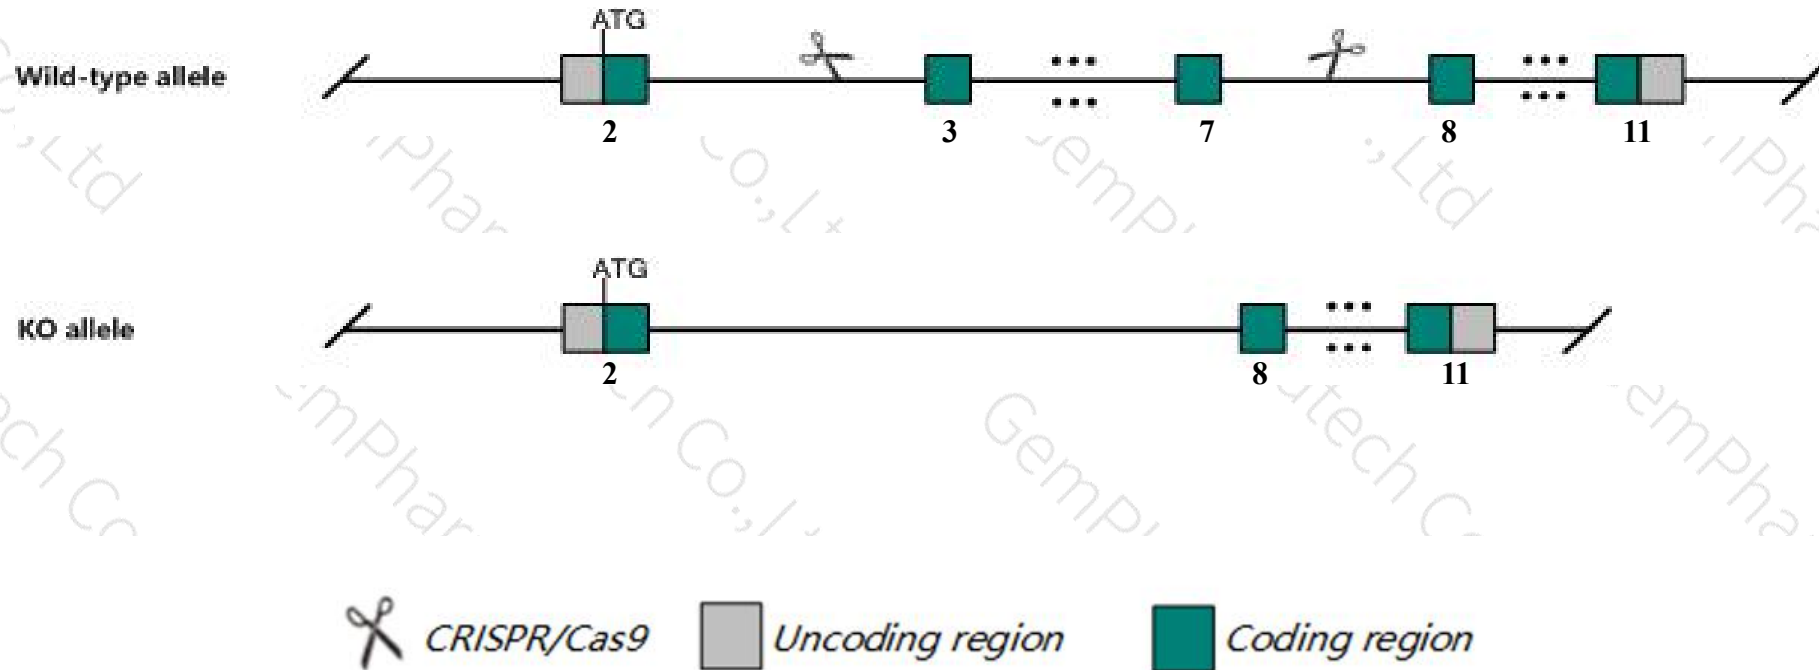 ATG
Wild-type allele
2 3 7 8 11
ATG
KO allele
2 8 11
CRISPR/Cas9 Uncoding region Coding region